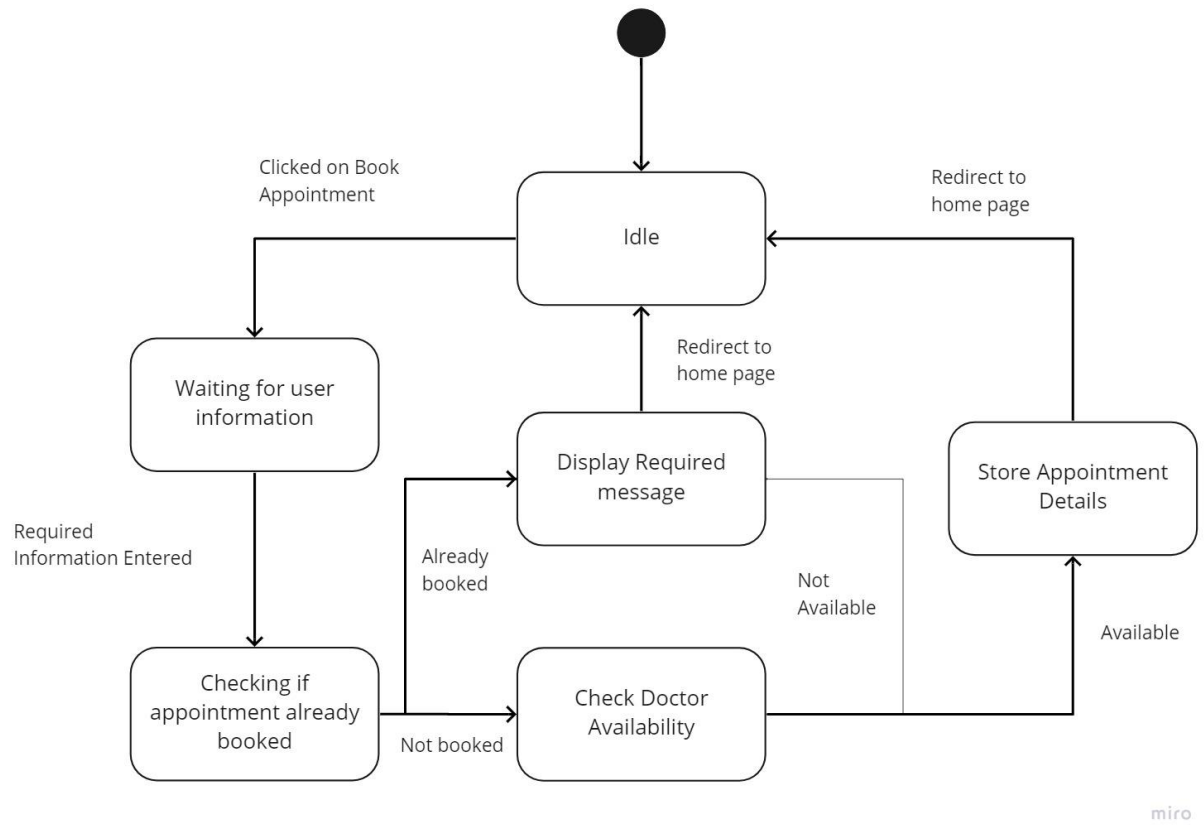 Clicked on Book
Appointment
Idle
Redirect to
home page
Waiting for user
information
Redirect to
home page
Display Required
message
Store Appointment
Details
Required
Information Entered
Already
booked
Not
Available
Available
Checking if
appointment already
booked
Not booked
Check Doctor
Availability
miro